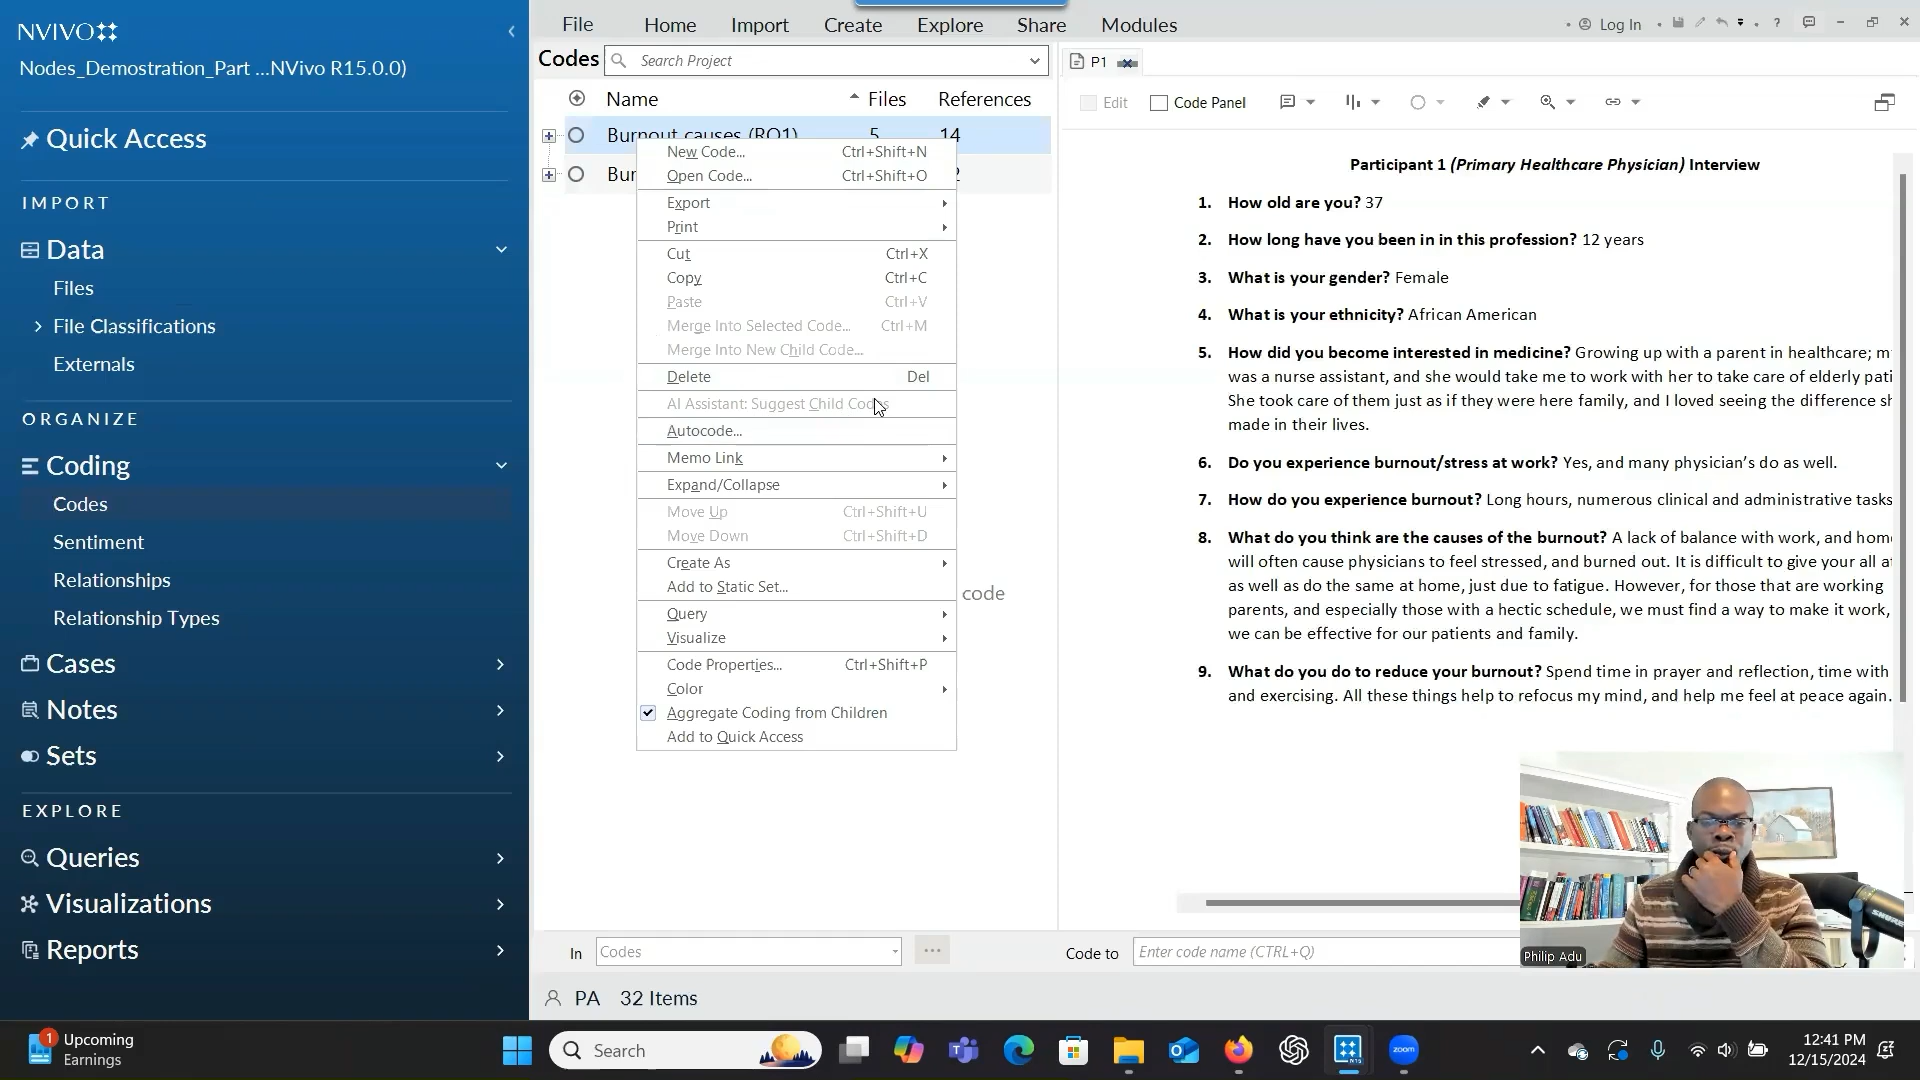 NVIVO
Nodes_Demostration_Part ...NVivo R15.0.0)
Quick Access
IMPORT
Data
Files
File Classifications
Externals
ORGANIZE
Coding
Codes
Sentiment
Relationships
Relationship Types
Cases
Notes
Sets
EXPLORE
Queries
Visualizations
Reports
File Home Import Create Explore Share Modules
Log In
Codes Search Project
Name Files References
Burnout causes (RQ1) 5 14
Bur 2
New Code... Ctrl+Shift+N
Open Code... Ctrl+Shift+O
Export
Print
Cut Ctrl+X
Copy Ctrl+C
Paste Ctrl+V
Merge Into Selected Code... Ctrl+M
Merge Into New Child Code...
Delete Del
AI Assistant: Suggest Child Codes
Autocode...
Memo Link
Expand/Collapse
Move Up Ctrl+Shift+U
Move Down Ctrl+Shift+D
Create As
Add to Static Set...
Query
Visualize
Code Properties... Ctrl+Shift+P
Color
Aggregate Coding from Children
Add to Quick Access
code
In Codes ...
PA 32 Items
P1
Edit Code Panel
Participant 1 (Primary Healthcare Physician) Interview
1. How old are you? 37
2. How long have you been in in this profession? 12 years
3. What is your gender? Female
4. What is your ethnicity? African American
5. How did you become interested in medicine? Growing up with a parent in healthcare; m
was a nurse assistant, and she would take me to work with her to take care of elderly pati
She took care of them just as if they were here family, and I loved seeing the difference sh
made in their lives.
6. Do you experience burnout/stress at work? Yes, and many physician's do as well.
7. How do you experience burnout? Long hours, numerous clinical and administrative tasks
8. What do you think are the causes of the burnout? A lack of balance with work, and hom
will often cause physicians to feel stressed, and burned out. It is difficult to give your all a
as well as do the same at home, just due to fatigue. However, for those that are working
parents, and especially those with a hectic schedule, we must find a way to make it work,
we can be effective for our patients and family.
9. What do you do to reduce your burnout? Spend time in prayer and reflection, time with
and exercising. All these things help to refocus my mind, and help me feel at peace again.
Code to Enter code name (CTRL+Q)
Philip Adu
1
Upcoming
Earnings
Search
zoom
12:41 PM
12/15/2024